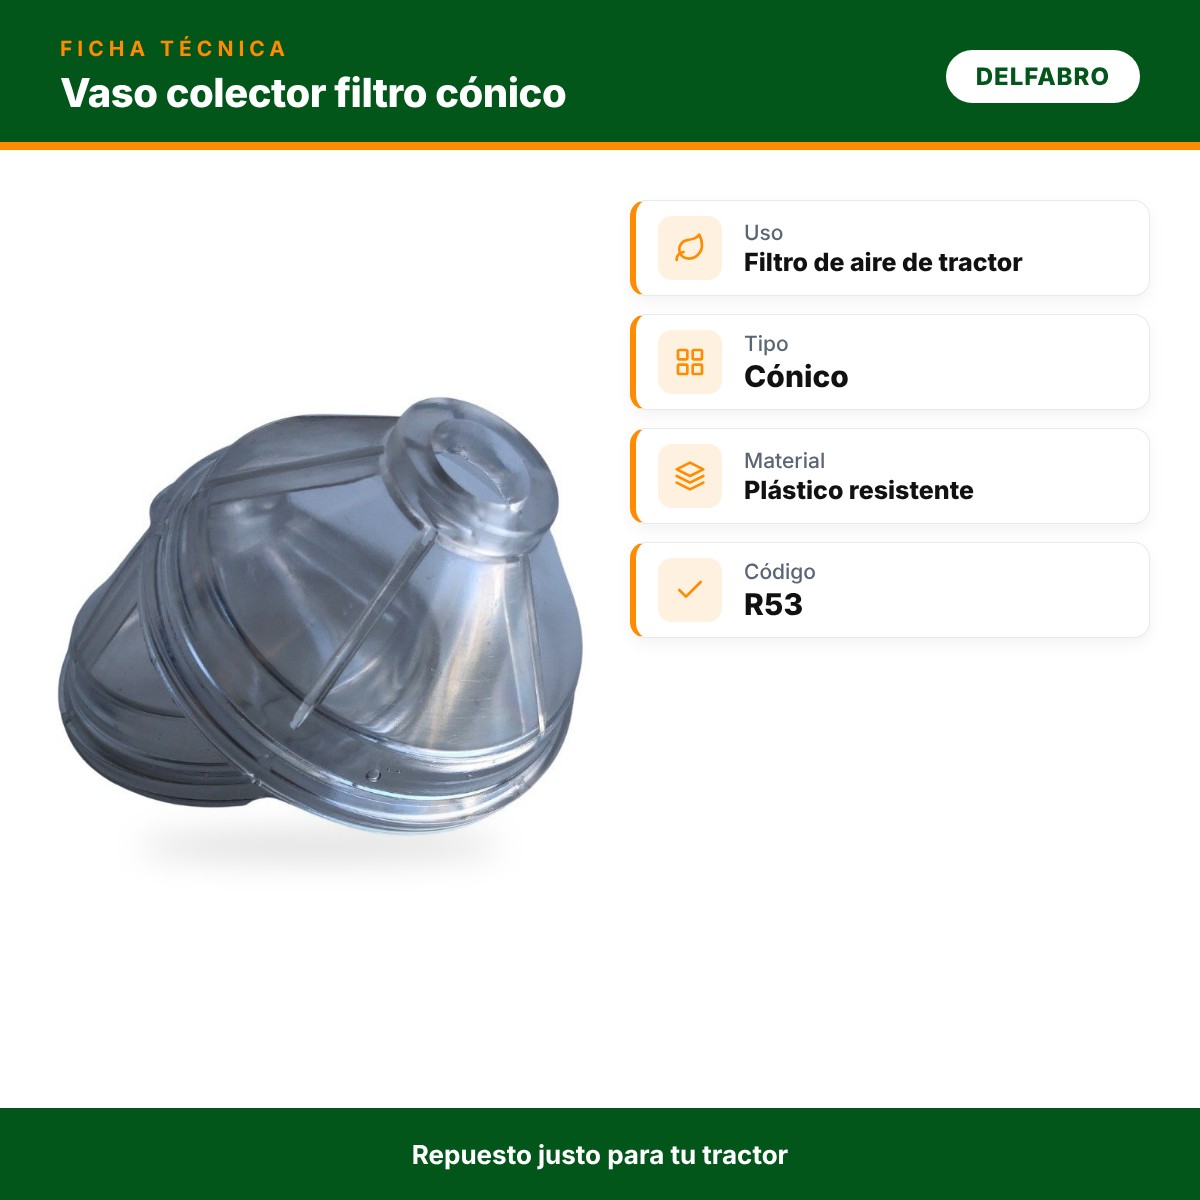 FICHA TÉCNICA
Vaso colector filtro cónico
DELFABRO
Uso
Filtro de aire de tractor
Tipo
Cónico
Material
Plástico resistente
Código
R53
Repuesto justo para tu tractor